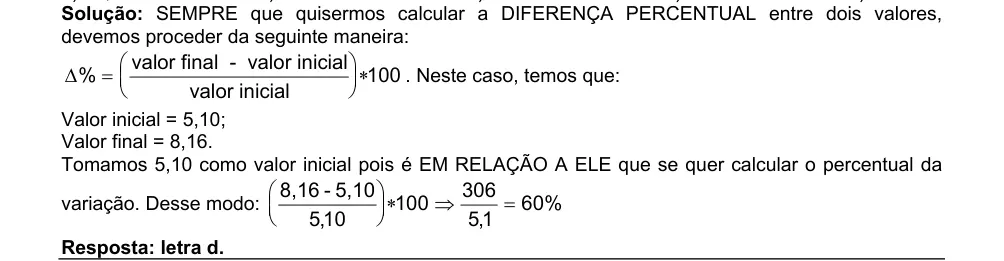 Solução: SEMPRE que quisermos calcular a DIFERENÇA PERCENTUAL entre dois valores,
devemos proceder da seguinte maneira:
Δ% = (valor final - valor inicial / valor inicial)*100 . Neste caso, temos que:
Valor inicial = 5,10;
Valor final = 8,16.
Tomamos 5,10 como valor inicial pois é EM RELAÇÃO A ELE que se quer calcular o percentual da
variação. Desse modo: (8,16 - 5,10 / 5,10)*100 ⇒ 306 / 5,1 = 60%
Resposta: letra d.